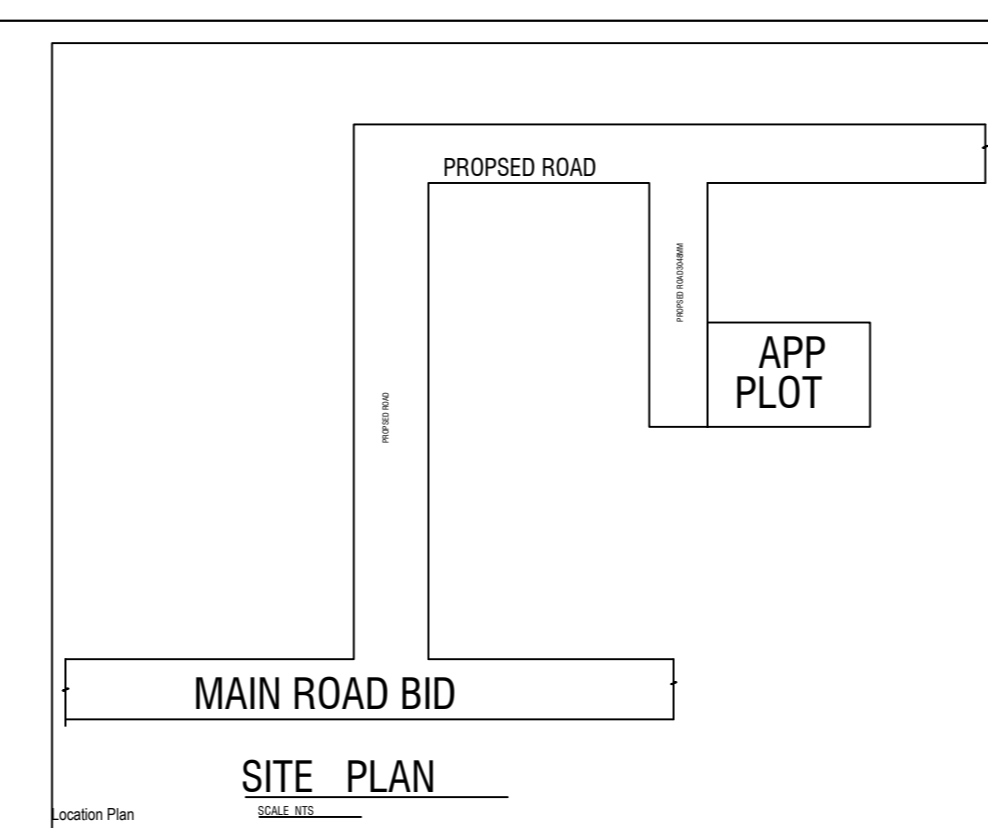 PROPSED ROAD
PROPSED ROAD3048MM
APP
PLOT
PROPSED ROAD
MAIN ROAD BID
SITE PLAN
SCALE NTS
Location Plan